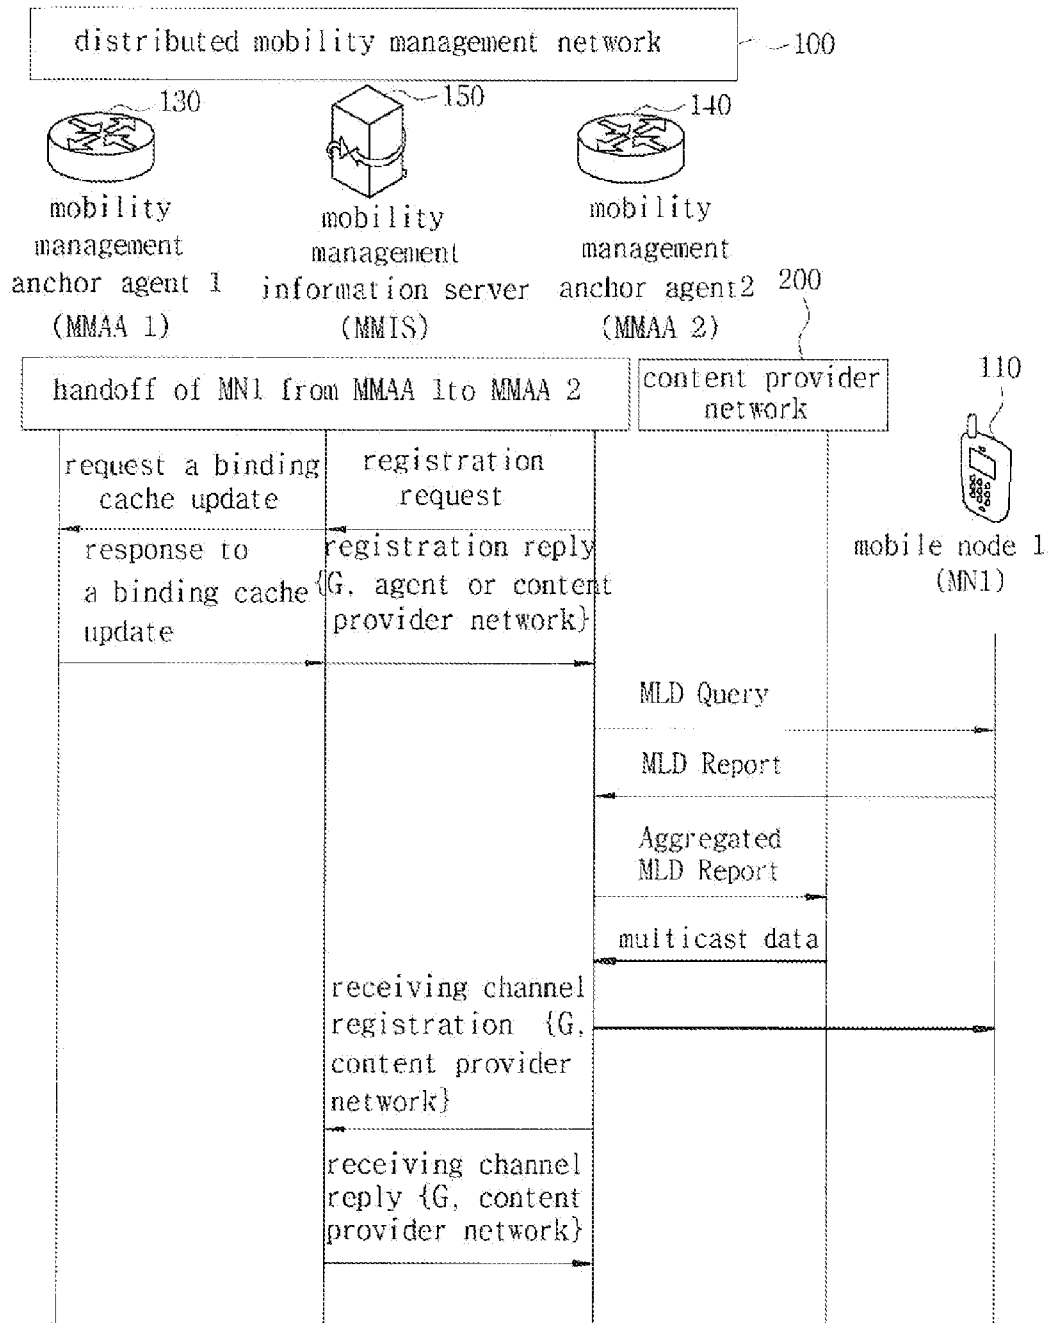 distributed mobility management network
100
130
150
140
mobility
management
anchor agent 1
(MMAA 1)
mobility
management
information server
(MMIS)
mobility
management
anchor agent2
(MMAA 2)
200
handoff of MN1 from MMAA 1to MMAA 2
content provider
network
110
mobile node 1
(MN1)
request a binding
cache update
registration
request
response to
a binding cache
update
registration reply
{G, agent or content
provider network}
MLD Query
MLD Report
Aggregated
MLD Report
multicast data
receiving channel
registration {G,
content provider
network}
receiving channel
reply {G, content
provider network}